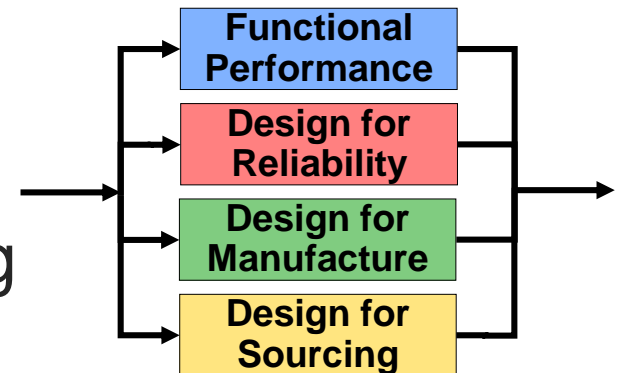 Functional
Performance
Design for
Reliability
Design for
Manufacture
g
Design for
Sourcing